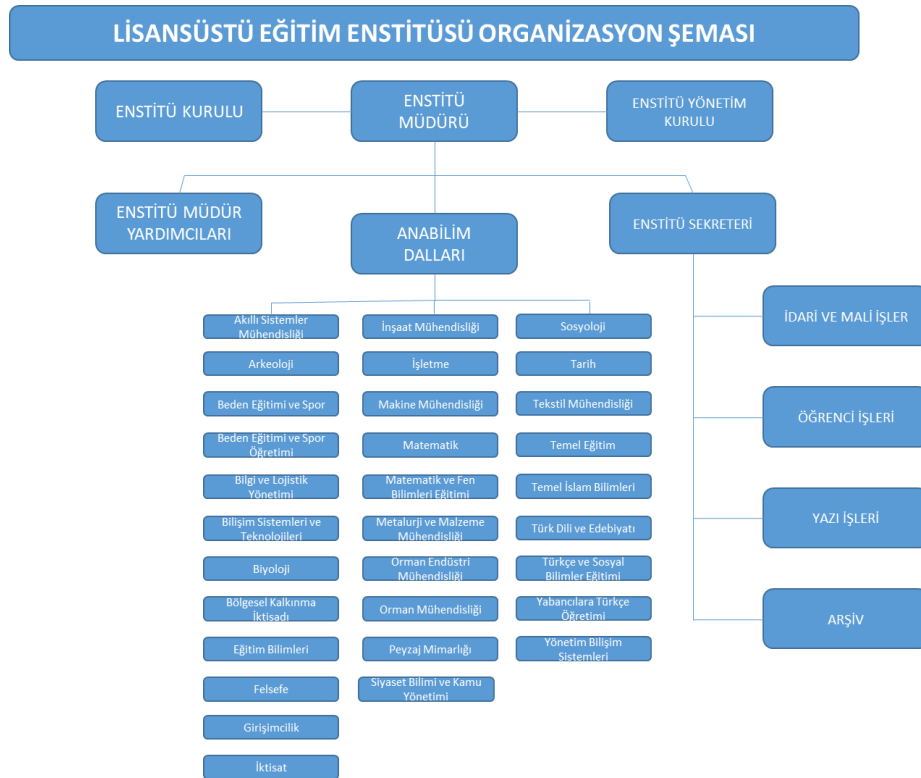 LİSANSÜSTÜ EĞİTİM ENSTİTÜSÜ ORGANİZASYON ŞEMASI
ENSTİTÜ KURULU
ENSTİTÜ
MÜDÜRÜ
ENSTİTÜ YÖNETİM
KURULU
ENSTİTÜ MÜDÜR
YARDIMCILARI
ANABİLİM
DALLARI
ENSTİTÜ SEKRETERİ
Akıllı Sistemler
Mühendisliği
Arkeoloji
Beden Eğitimi ve Spor
Beden Eğitimi ve Spor
Öğretimi
Bilgi ve Lojistik
Yönetimi
Bilişim Sistemleri ve
Teknolojileri
Biyoloji
Bölgesel Kalkınma
İktisadı
Eğitim Bilimleri
Felsefe
Girişimcilik
İktisat
İnşaat Mühendisliği
İşletme
Makine Mühendisliği
Matematik
Matematik ve Fen
Bilimleri Eğitimi
Metalurji ve Malzeme
Mühendisliği
Orman Endüstri
Mühendisliği
Orman Mühendisliği
Peyzaj Mimarlığı
Siyaset Bilimi ve Kamu
Yönetimi
Sosyoloji
Tarih
Tekstil Mühendisliği
Temel Eğitim
Temel İslam Bilimleri
Türk Dili ve Edebiyatı
Türkçe ve Sosyal
Bilimler Eğitimi
Yabancılara Türkçe
Öğretimi
Yönetim Bilişim
Sistemleri
İDARİ VE MALİ İŞLER
ÖĞRENCİ İŞLERİ
YAZI İŞLERİ
ARŞİV